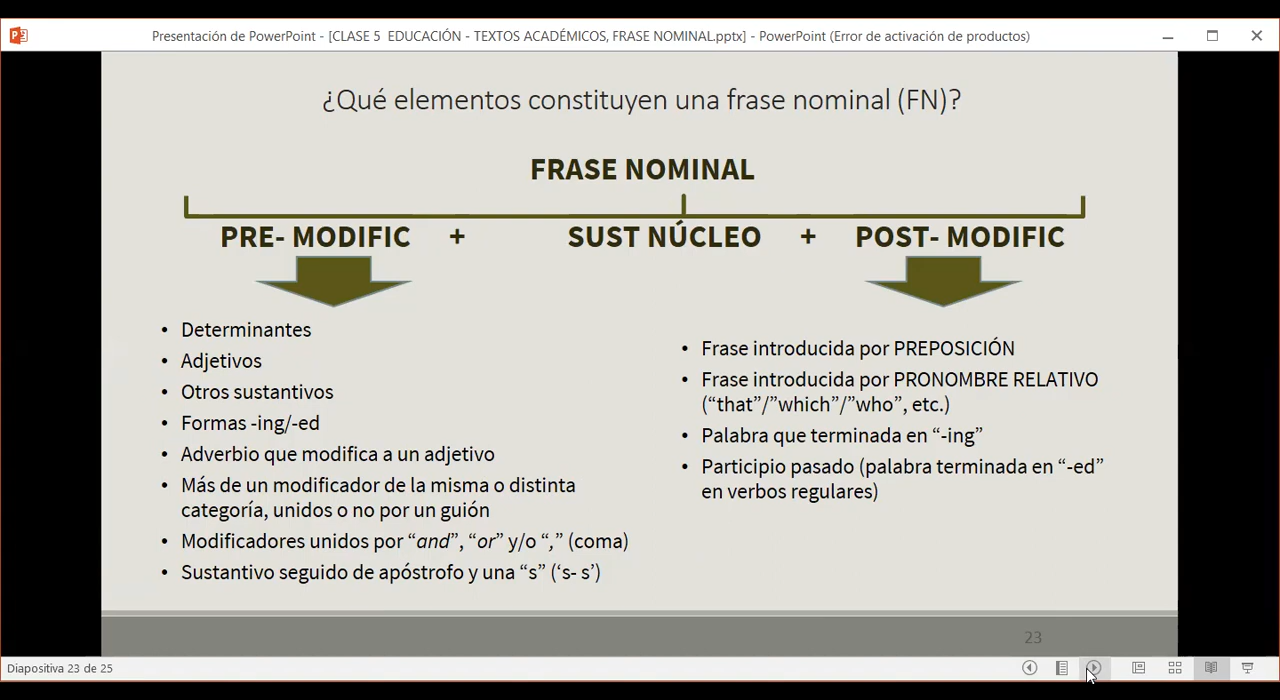 Presentación de PowerPoint - [CLASE 5 EDUCACIÓN - TEXTOS ACADÉMICOS, FRASE NOMINAL.pptx] - PowerPoint (Error de activación de productos)
¿Qué elementos constituyen una frase nominal (FN)?
FRASE NOMINAL
PRE- MODIFIC + SUST NÚCLEO + POST- MODIFIC
• Determinantes
• Adjetivos
• Otros sustantivos
• Formas -ing/-ed
• Adverbio que modifica a un adjetivo
• Más de un modificador de la misma o distinta
categoría, unidos o no por un guión
• Modificadores unidos por “and”, “or” y/o “,” (coma)
• Sustantivo seguido de apóstrofo y una “s” (‘s- s’)
• Frase introducida por PREPOSICIÓN
• Frase introducida por PRONOMBRE RELATIVO
(“that”/”which”/”who”, etc.)
• Palabra que terminada en “-ing”
• Participio pasado (palabra terminada en “-ed”
en verbos regulares)
23
Diapositiva 23 de 25